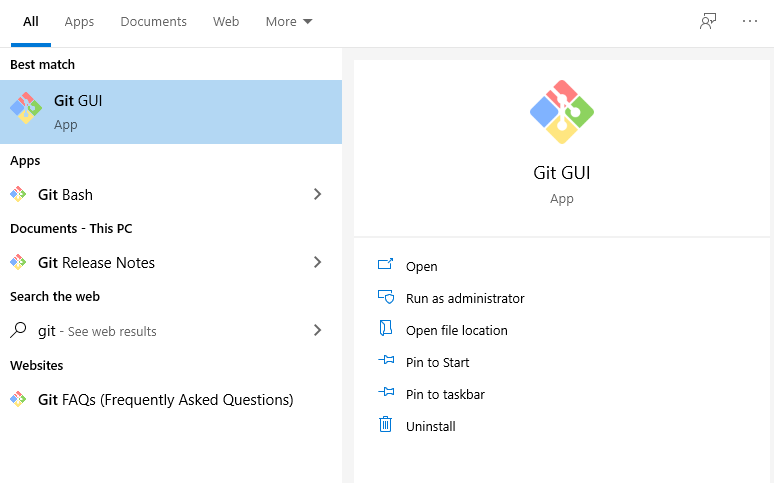 All Apps Documents Web More
Best match
Git GUI
App
Apps
Git Bash
Documents - This PC
Git Release Notes
Search the web
git - See web results
Websites
Git FAQs (Frequently Asked Questions)
Git GUI
App
Open
Run as administrator
Open file location
Pin to Start
Pin to taskbar
Uninstall